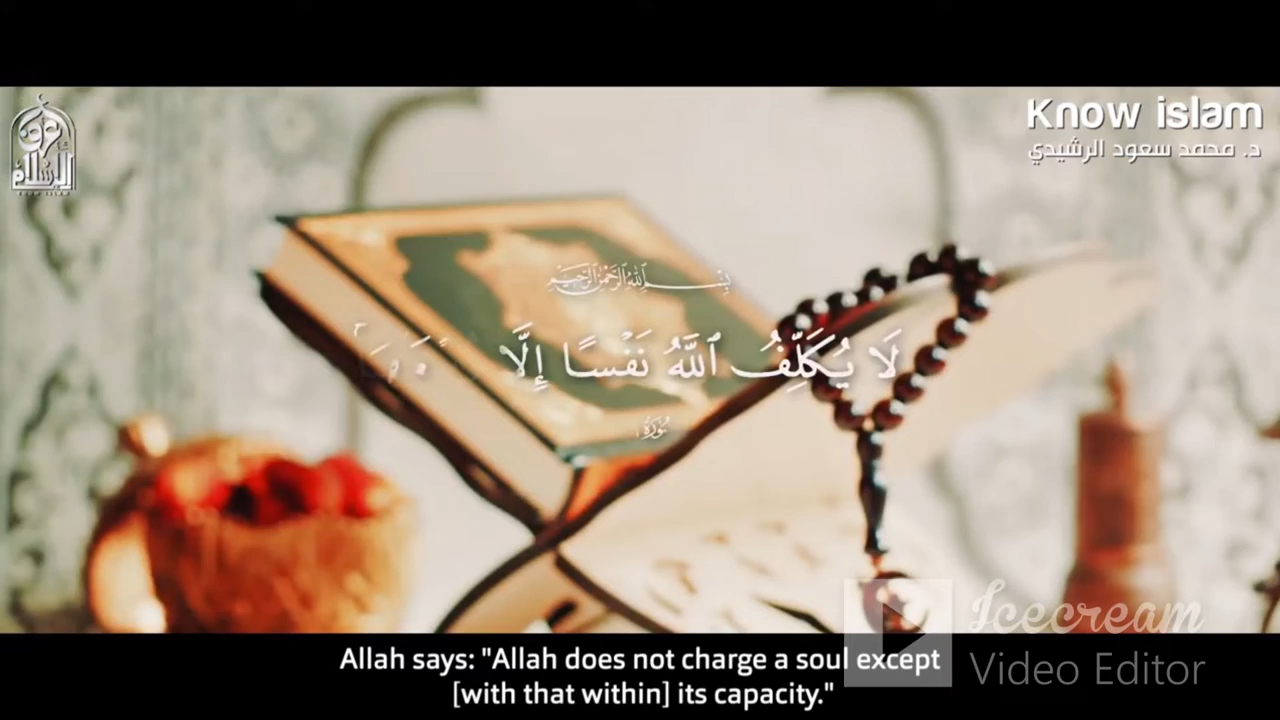 Know islam
د. محمد سعود الرشيدي
بِسْمِ اللَّهِ الرَّحْمَٰنِ الرَّحِيمِ
لَا يُكَلِّفُ ٱللَّهُ نَفْسًا إِلَّا
سُورَةُ
Allah says: "Allah does not charge a soul except
[with that within] its capacity."
Icecream
Video Editor